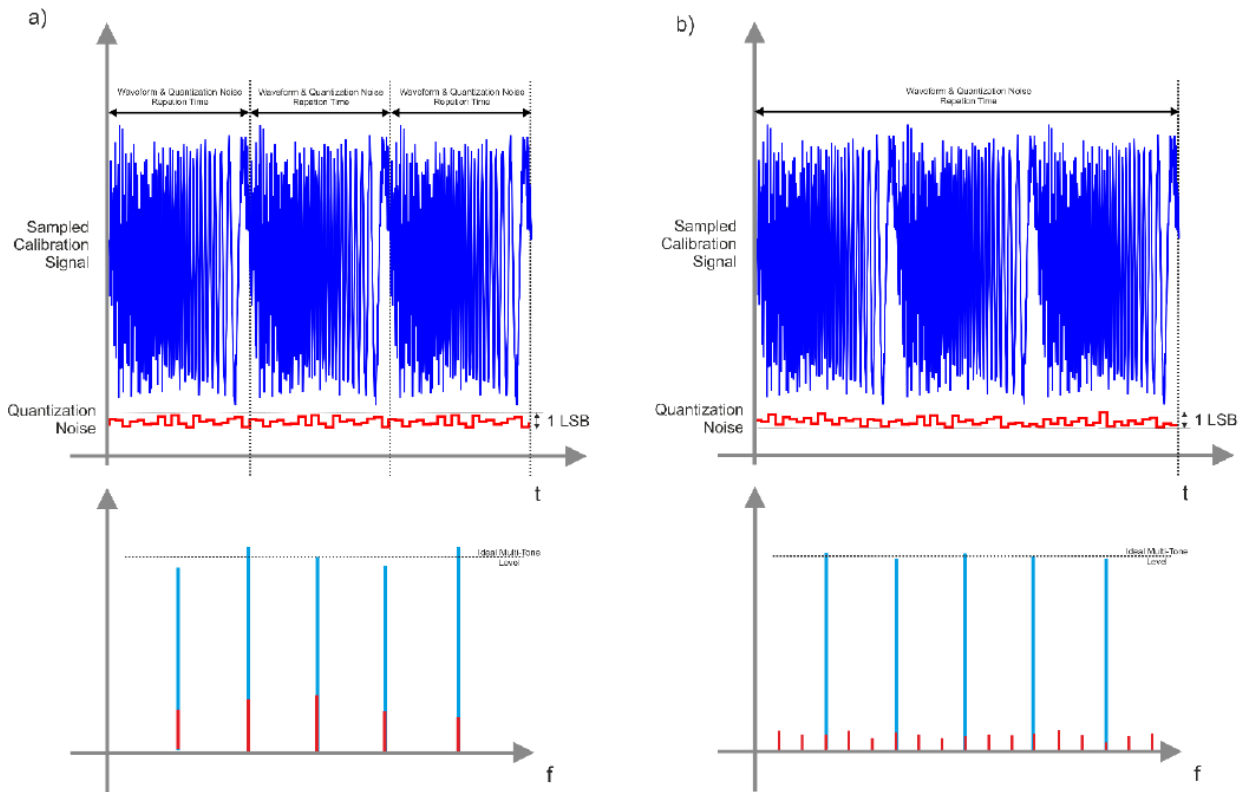 a)
Waveform & Quantization Noise
Repetion Time
Waveform & Quantization Noise
Repetion Time
Waveform & Quantization Noise
Repetion Time
Sampled
Calibration
Signal
Quantization
Noise
1 LSB
t
Ideal Multi-Tone
Level
f
b)
Waveform & Quantization Noise
Repetion Time
Sampled
Calibration
Signal
Quantization
Noise
1 LSB
t
Ideal Multi-Tone
Level
f